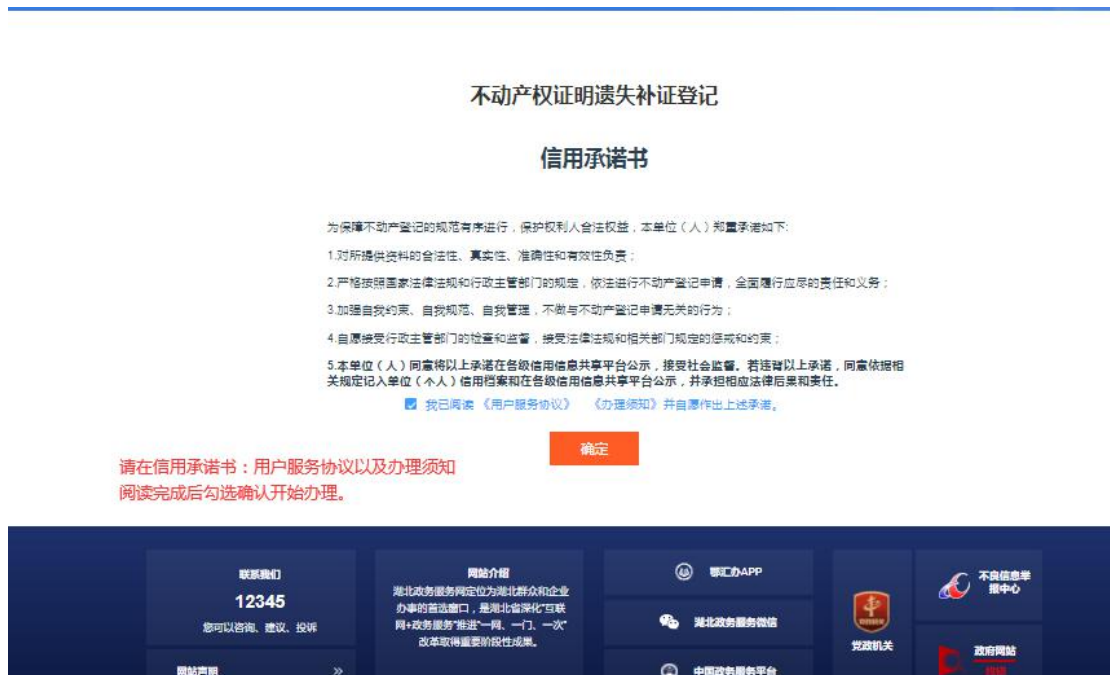 不动产权证明遗失补证登记
信用承诺书
为保障不动产登记的规范有序进行，保护权利人合法权益，本单位（人）郑重承诺如下:
1.对所提供资料的合法性、真实性、准确性和有效性负责；
2.严格按照国家法律法规和行政主管部门的规定，依法进行不动产登记申请，全面履行应尽的责任和义务；
3.加强自我约束、自我规范、自我管理，不做与不动产登记申请无关的行为；
4.自愿接受行政主管部门的检查和监督，接受法律法规和相关部门规定的惩戒和约束；
5.本单位（人）同意将以上承诺在各级信用信息共享平台公示，接受社会监督。若违背以上承诺，同意依据相
关规定记入单位（个人）信用档案和在各级信用信息共享平台公示，并承担相应法律后果和责任。
我已阅读《用户服务协议》 《办理须知》并自愿作出上述承诺。
确定
请在信用承诺书：用户服务协议以及办理须知
阅读完成后勾选确认开始办理。
联系我们
12345
您可以咨询、建议、投诉
网站声明 »
网站介绍
湖北政务服务网定位为湖北群众和企业
办事的首选窗口，是湖北省深化“互联
网+政务服务”推进“一网、一门、一次”
改革取得重要阶段性成果。
鄂汇办APP
湖北政务服务微信
中国政务服务平台
党政机关
不良信息举
报中心
政府网站
找错